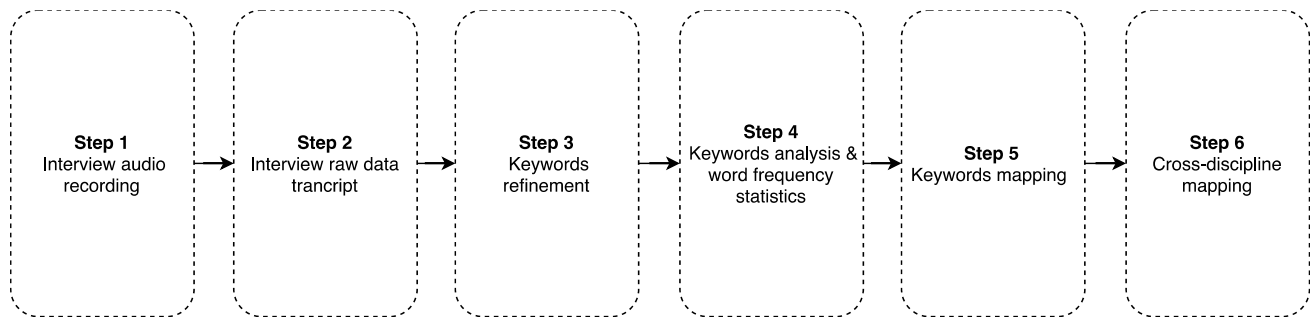 Step 1
Interview audio
recording
Step 2
Interview raw data
trancript
Step 3
Keywords
refinement
Step 4
Keywords analysis &
word frequency
statistics
Step 5
Keywords mapping
Step 6
Cross-discipline
mapping